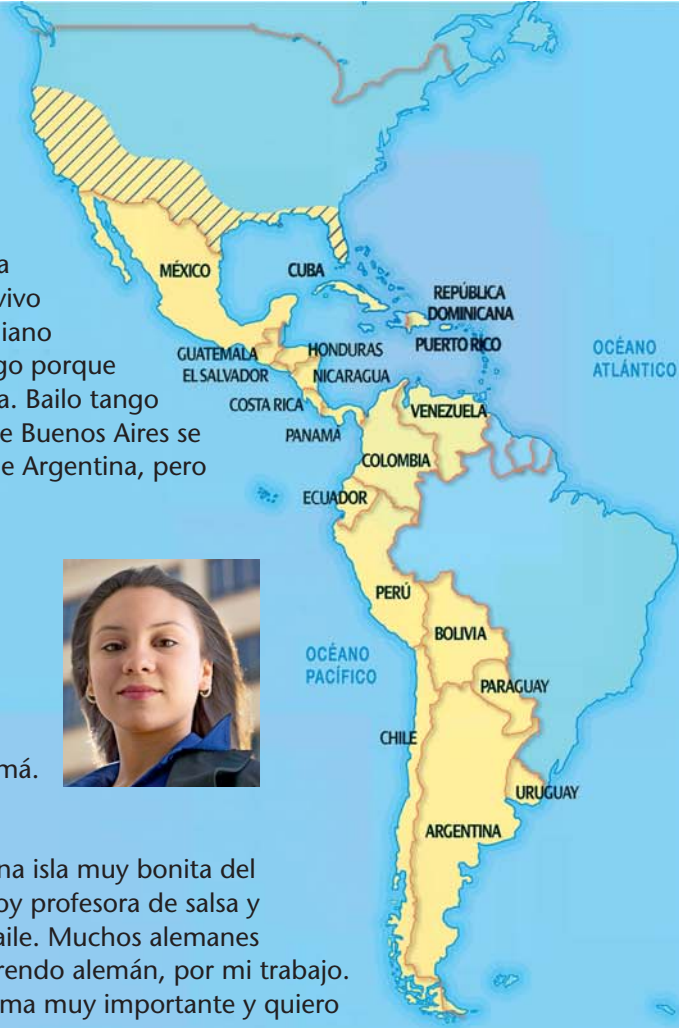 a
vivo
iano
go porque
a. Bailo tango
e Buenos Aires se
e Argentina, pero
má.
na isla muy bonita del
oy profesora de salsa y
aile. Muchos alemanes
rendo alemán, por mi trabajo.
ma muy importante y quiero
MÉXICO
CUBA
REPÚBLICA
DOMINICANA
PUERTO RICO
GUATEMALA
HONDURAS
EL SALVADOR
NICARAGUA
COSTA RICA
PANAMÁ
VENEZUELA
COLOMBIA
ECUADOR
OCÉANO
ATLÁNTICO
PERÚ
BOLIVIA
OCÉANO
PACÍFICO
PARAGUAY
CHILE
URUGUAY
ARGENTINA